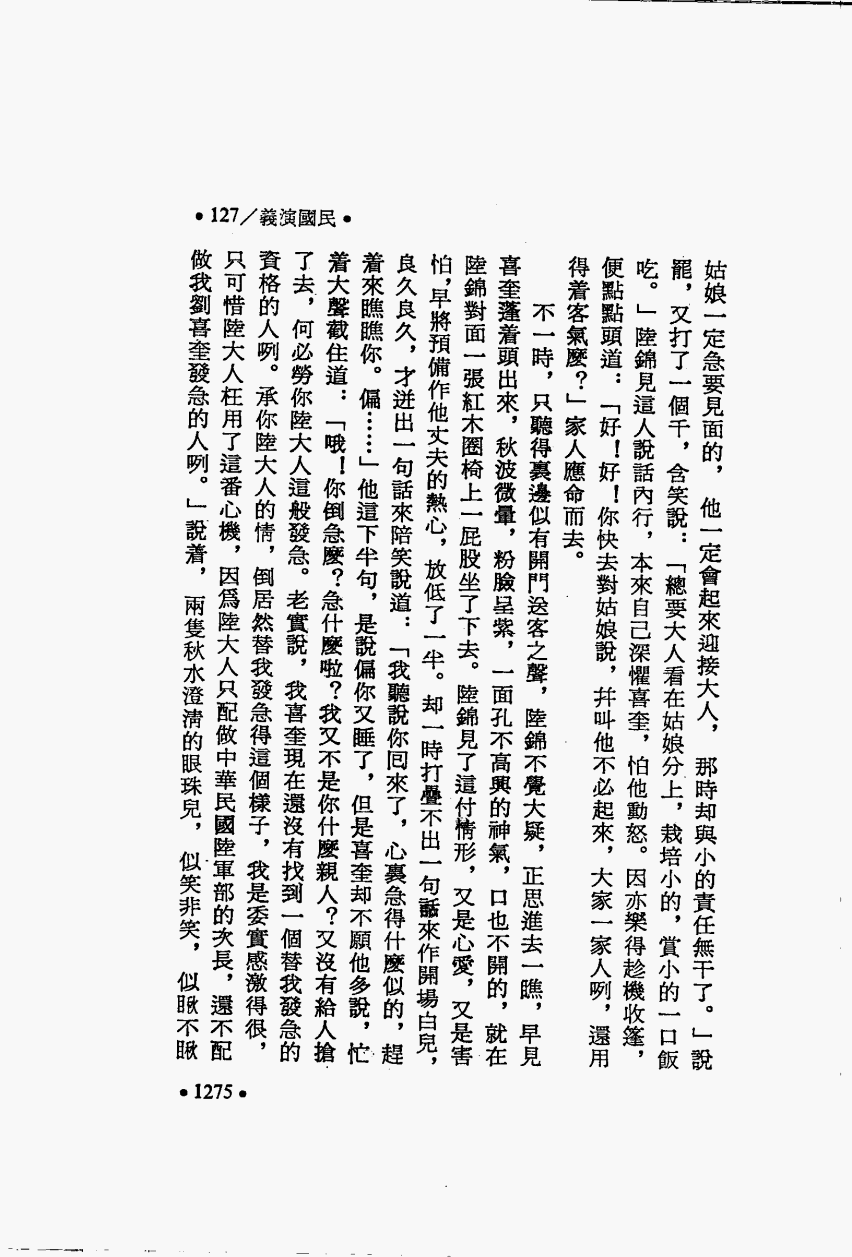 •127／義演國民•
姑娘一定急要見面的，他一定會起來迎接大人，那時却與小的責任無干了。」說
罷，又打了一個千，含笑說：「總要大人看在姑娘分上，栽培小的，賞小的一口飯
吃。」陸錦見這人說話內行，本來自己深懼喜奎，怕他動怒。因亦樂得趁機收篷，
便點點頭道：「好！好！你快去對姑娘說，幷叫他不必起來，大家一家人咧，還用
得着客氣麼？」家人應命而去。
不一時，只聽得裏邊似有開門送客之聲，陸錦不覺大疑，正思進去一瞧，早見
喜奎蓬着頭出來，秋波微暈，粉臉呈紫，一面孔不高興的神氣，口也不開的，就在
陸錦對面一張紅木圈椅上一屁股坐了下去。陸錦見了這付情形，又是心愛，又是害
怕，早將預備作他丈夫的熱心，放低了一半。却一時打疊不出一句話來作開場白兒，
良久良久，才迸出一句話來陪笑說道：「我聽說你囘來了，心裏急得什麼似的，趕
着來瞧瞧你。偏……」他這下半句，是說偏你又睡了，但是喜奎却不願他多說，忙
着大聲截住道：「哦！你倒急麼？急什麼啦？我又不是你什麼親人？又沒有給人搶
了去，何必勞你陸大人這般發急。老實說，我喜奎現在還沒有找到一個替我發急的
資格的人咧。承你陸大人的情，倒居然替我發急得這個樣子，我是委實感激得很，
只可惜陸大人枉用了這番心機，因爲陸大人只配做中華民國陸軍部的次長，還不配
做我劉喜奎發急的人咧。」說着，兩隻秋水澄清的眼珠兒，似笑非笑，似瞅不瞅
•1275•